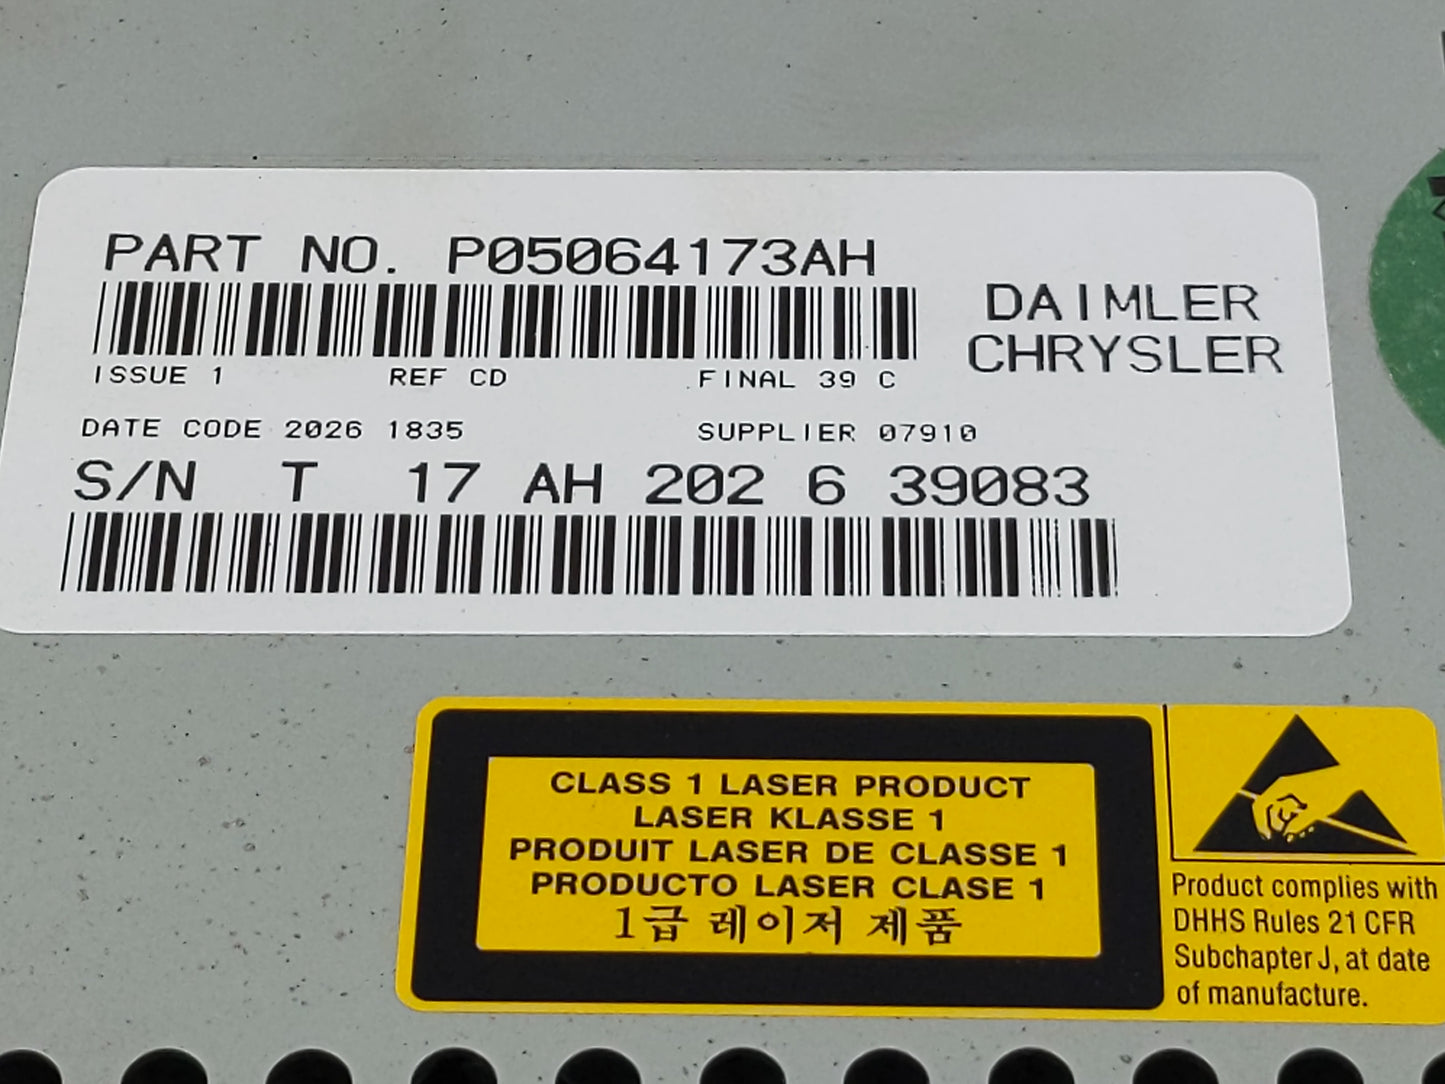 PART NO. P05064173AH
DAIMLER
CHRYSLER
ISSUE 1 REF CD FINAL 39 C
DATE CODE 2026 1835 SUPPLIER 07910
S/N T 17 AH 202 6 39083
CLASS 1 LASER PRODUCT
LASER KLASSE 1
PRODUIT LASER DE CLASSE 1
PRODUCTO LASER CLASE 1
1급 레이저 제품
Product complies with
DHHS Rules 21 CFR
Subchapter J, at date
of manufacture.